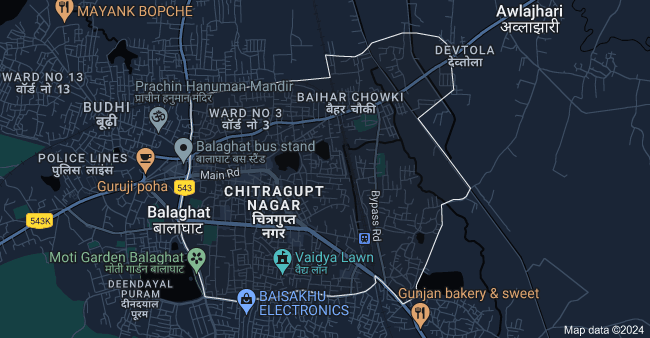 MAYANK BOPCHE
Awlajhari
अव्लाझारी
DEVTOLA
देव्तोला
WARD NO 13
वॉर्ड नो 13
Prachin Hanuman Mandir
प्राचीन हनुमान मंदिर
BAIHAR CHOWKI
बैहर चौकी
BUDHI
बूढ़ी
WARD NO 3
वॉर्ड नो 3
Balaghat bus stand
बालाघाट बस स्टैंड
POLICE LINES
पुलिस लाइंस
Main Rd
Guruji poha
543
CHITRAGUPT
NAGAR
चित्रगुप्त
नगर
Bypass Rd
543K
Balaghat
बालाघाट
Moti Garden Balaghat
मोती गार्डन बालाघाट
Vaidya Lawn
वैद्य लॉन
DEENDAYAL
PURAM
दीनदयाल
पूरम
BAISAKHU
ELECTRONICS
Gunjan bakery & sweet
Map data ©2024